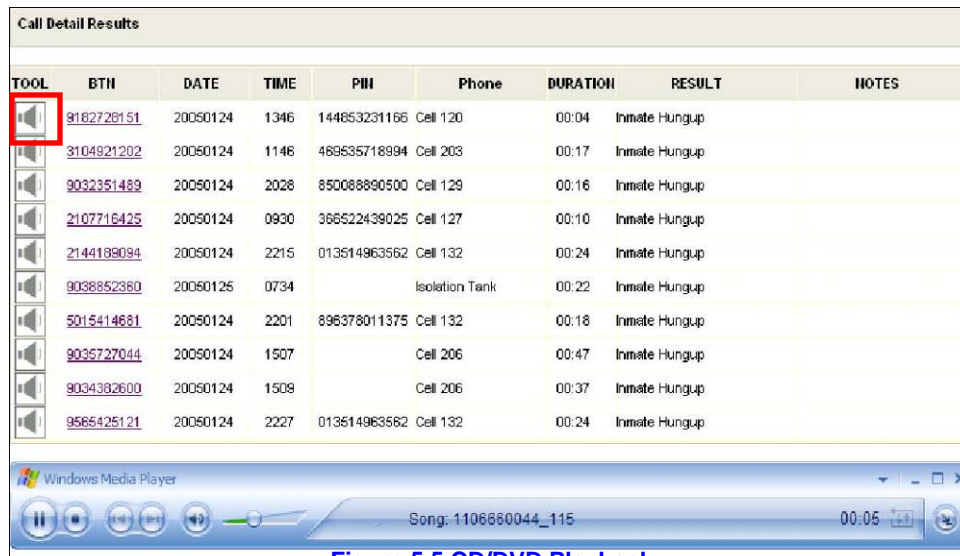 Call Detail Results
TOOL BTN DATE TIME PIN Phone DURATION RESULT NOTES
9182728151 20050124 1346 144853231166 Cell 120 00:04 Inmate Hungup
3104921202 20050124 1146 469535718994 Cell 203 00:17 Inmate Hungup
9032351489 20050124 2028 850088890500 Cell 129 00:16 Inmate Hungup
2107716425 20050124 0930 366522439025 Cell 127 00:10 Inmate Hungup
2144189094 20050124 2215 013514963562 Cell 132 00:24 Inmate Hungup
9038852360 20050125 0734 Isolation Tank 00:22 Inmate Hungup
5015414681 20050124 2201 896378011375 Cell 132 00:18 Inmate Hungup
9035727044 20050124 1507 Cell 206 00:47 Inmate Hungup
9034382600 20050124 1509 Cell 206 00:37 Inmate Hungup
9565425121 20050124 2227 013514963562 Cell 132 00:24 Inmate Hungup
Windows Media Player
Song: 1106660044_115 00:05
Figure 5.5 CD/DVD Playback